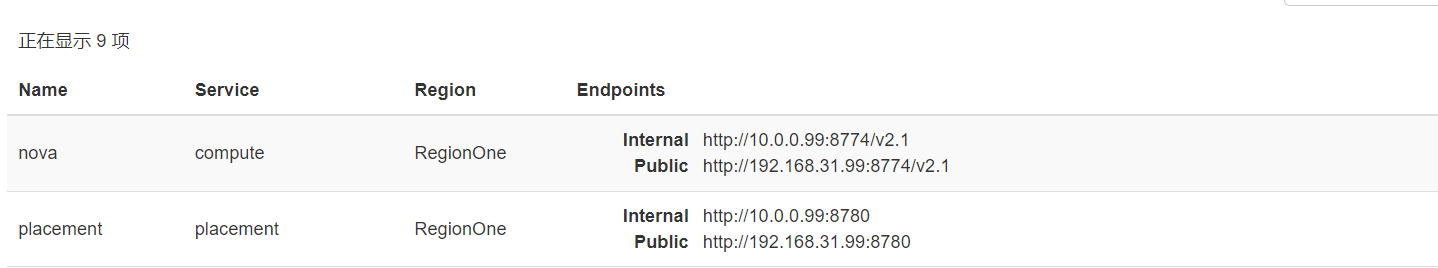 正在显示 9 项
Name Service Region Endpoints
nova compute RegionOne Internal http://10.0.0.99:8774/v2.1
Public http://192.168.31.99:8774/v2.1
placement placement RegionOne Internal http://10.0.0.99:8780
Public http://192.168.31.99:8780